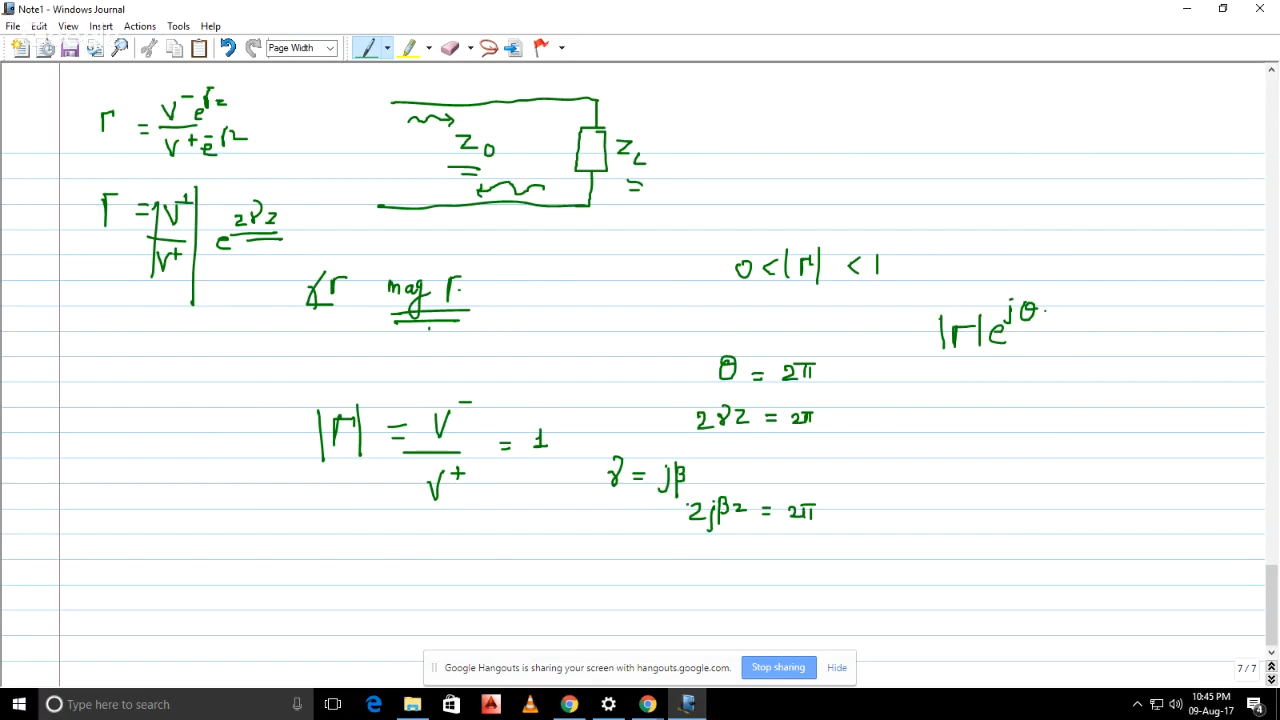 Note1 - Windows Journal
File Edit View Insert Actions Tools Help
Page Width
Γ = V⁻e^γz / V⁺e^-γz
Z0
ZL
Γ = |V⁻| / |V⁺| e^2γz
∠Γ mag Γ.
0 < |Γ| < 1
|Γ|e^jθ
θ = 2π
2γz = 2π
|Γ| = V⁻ / V⁺ = 1
γ = jβ
2jβz = 2π
Google Hangouts is sharing your screen with hangouts.google.com. Stop sharing Hide
7 / 7
Type here to search
10:45 PM
09-Aug-17
4